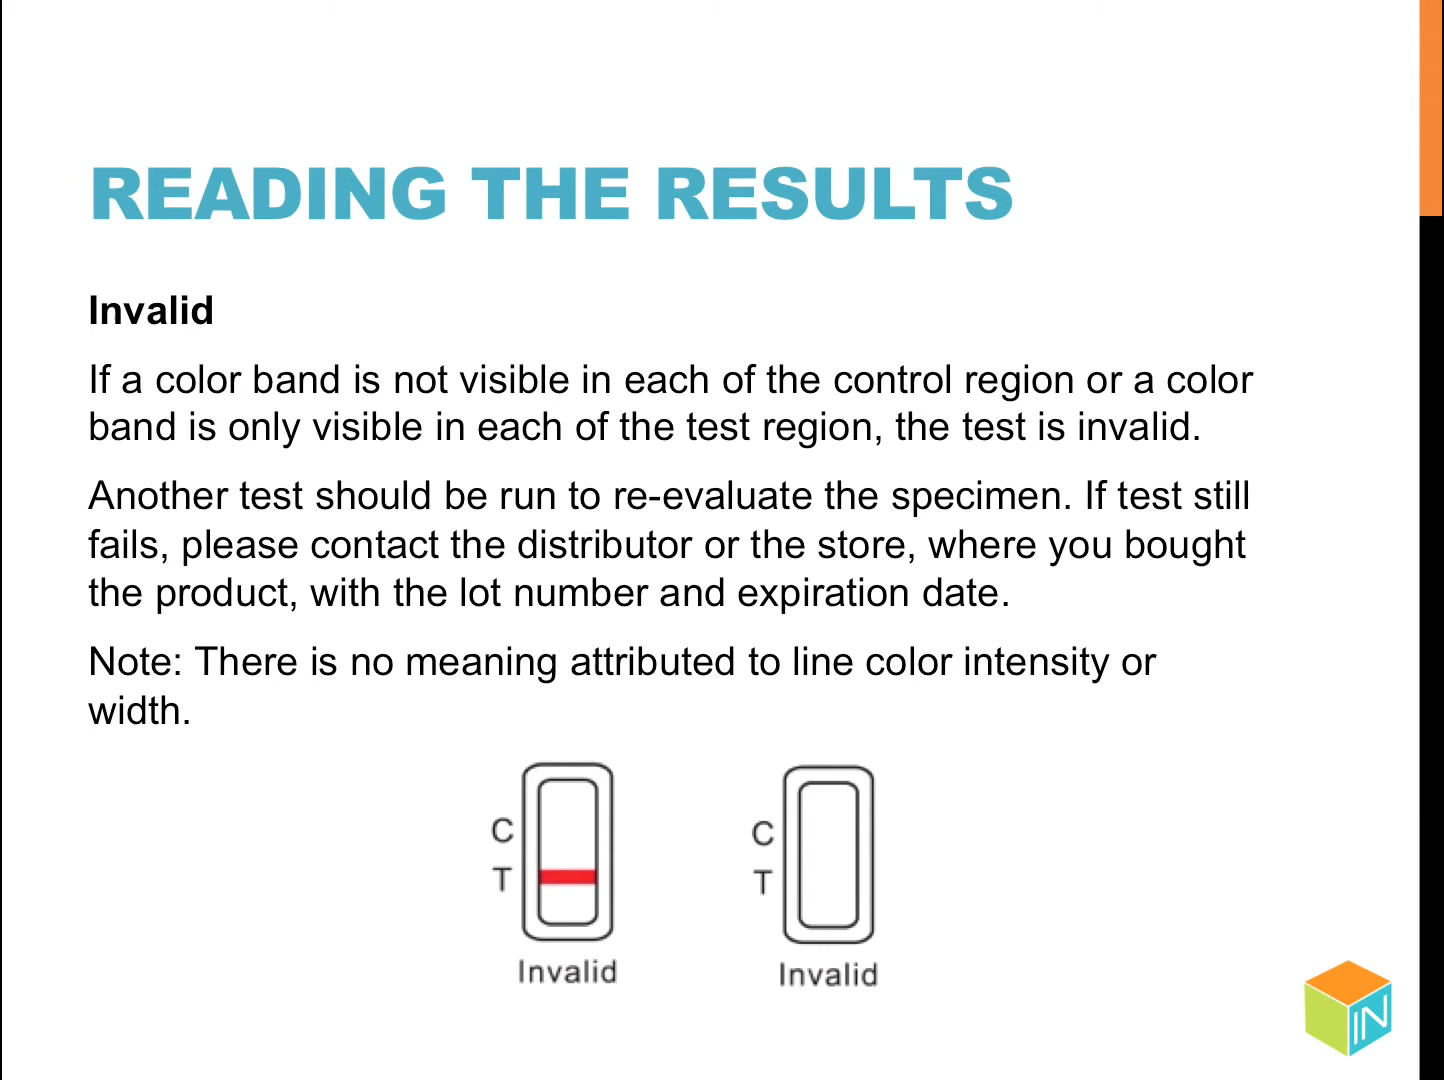 READING THE RESULTS
Invalid
If a color band is not visible in each of the control region or a color
band is only visible in each of the test region, the test is invalid.
Another test should be run to re-evaluate the specimen. If test still
fails, please contact the distributor or the store, where you bought
the product, with the lot number and expiration date.
Note: There is no meaning attributed to line color intensity or
width.
C
T
Invalid
C
T
Invalid
IN